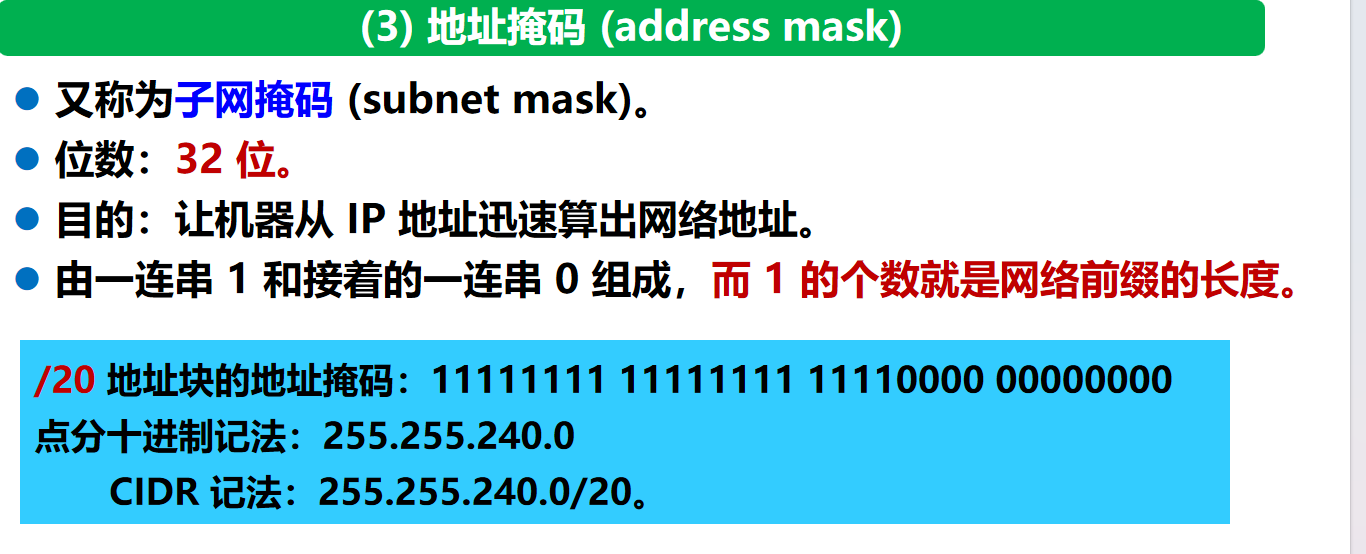 (3) 地址掩码 (address mask)
● 又称为子网掩码 (subnet mask)。
● 位数：32 位。
● 目的：让机器从 IP 地址迅速算出网络地址。
● 由一连串 1 和接着的一连串 0 组成，而 1 的个数就是网络前缀的长度。
/20 地址块的地址掩码：11111111 11111111 11110000 00000000
点分十进制记法：255.255.240.0
CIDR 记法：255.255.240.0/20。